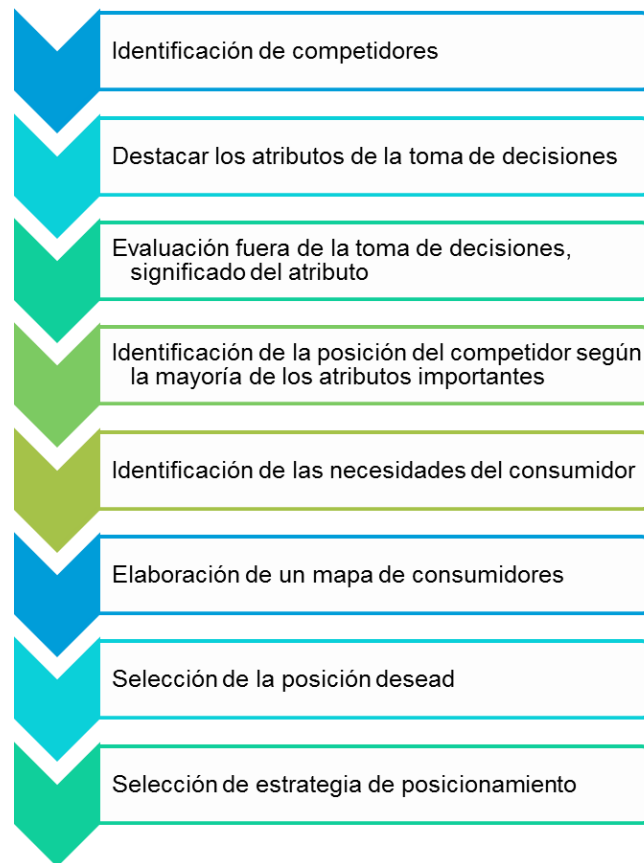 Identificación de competidores
Destacar los atributos de la toma de decisiones
Evaluación fuera de la toma de decisiones,
significado del atributo
Identificación de la posición del competidor según
la mayoría de los atributos importantes
Identificación de las necesidades del consumidor
Elaboración de un mapa de consumidores
Selección de la posición desead
Selección de estrategia de posicionamiento